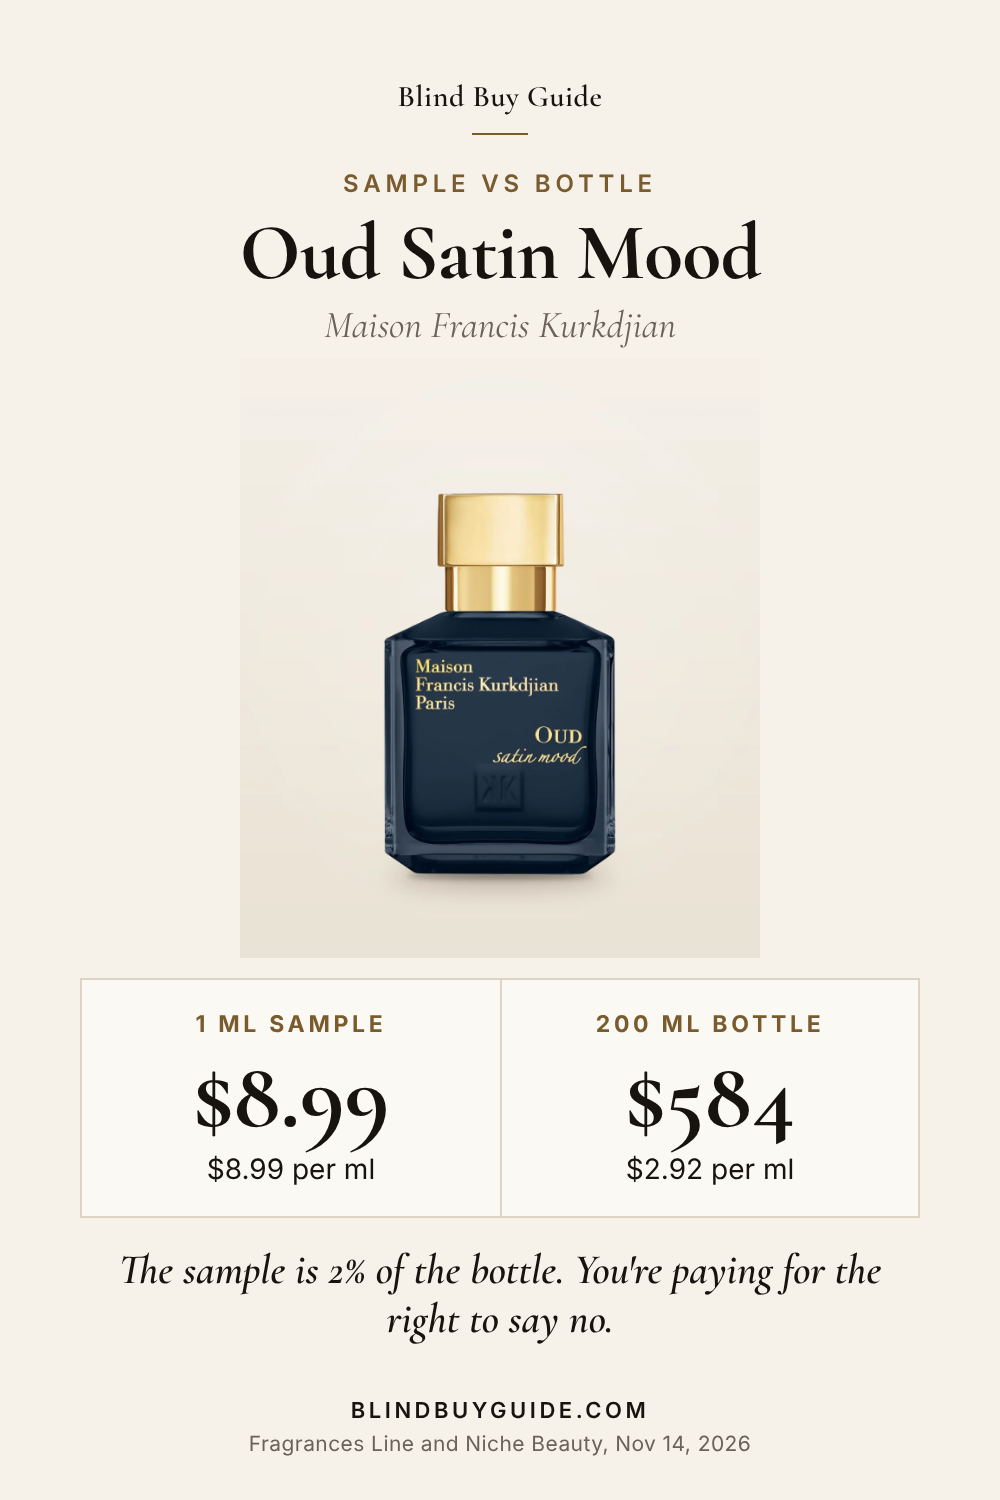 Blind Buy Guide
SAMPLE VS BOTTLE
Oud Satin Mood
Maison Francis Kurkdjian
Maison
Francis Kurkdjian
Paris
OUD
satin mood
1 ML SAMPLE
$8.99
$8.99 per ml
200 ML BOTTLE
$584
$2.92 per ml
The sample is 2% of the bottle. You're paying for the
right to say no.
BLINDBUYGUIDE.COM
Fragrances Line and Niche Beauty, Nov 14, 2026